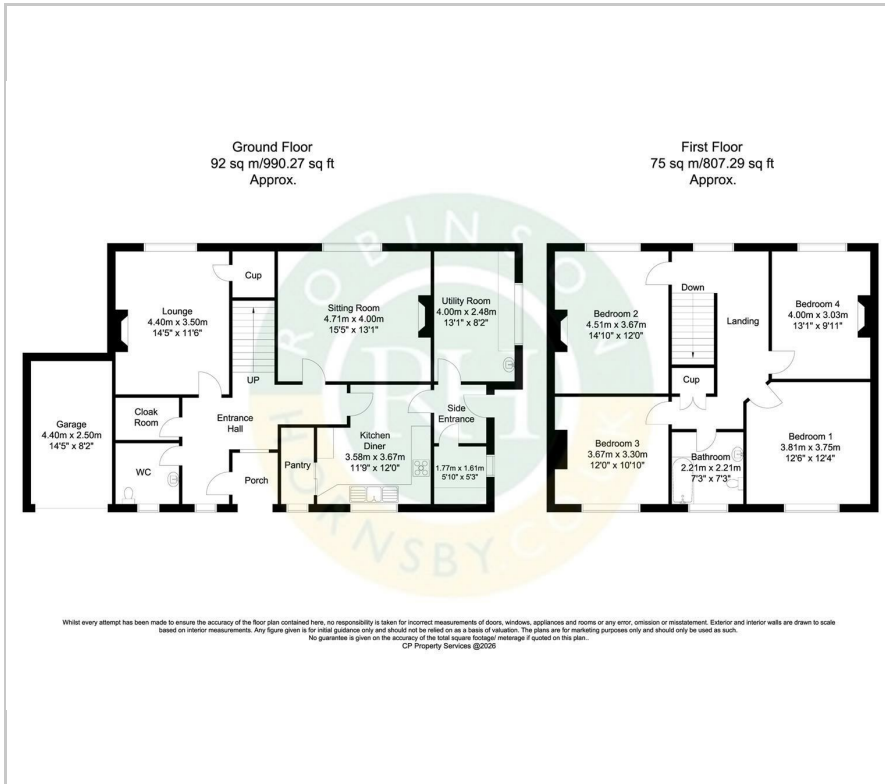 Ground Floor
92 sq m/990.27 sq ft
Approx.
First Floor
75 sq m/807.29 sq ft
Approx.
Lounge
4.40m x 3.50m
14'5" x 11'6"
Cup
Sitting Room
4.71m x 4.00m
15'5" x 13'1"
Utility Room
4.00m x 2.48m
13'1" x 8'2"
UP
Garage
4.40m x 2.50m
14'5" x 8'2"
Cloak
Room
Entrance
Hall
WC
Porch
Pantry
Kitchen
Diner
3.58m x 3.67m
11'9" x 12'0"
Side
Entrance
1.77m x 1.61m
5'10" x 5'3"
Bedroom 2
4.51m x 3.67m
14'10" x 12'0"
Down
Landing
Bedroom 4
4.00m x 3.03m
13'1" x 9'11"
Cup
Bedroom 3
3.67m x 3.30m
12'0" x 10'10"
Bathroom
2.21m x 2.21m
7'3" x 7'3"
Bedroom 1
3.81m x 3.75m
12'6" x 12'4"
ROBINSON
RH
HORNSBY.CO.UK
Whilst every attempt has been made to ensure the accuracy of the floor plan contained here, no responsibility is taken for incorrect measurements of doors, windows, appliances and rooms or any error, omission or misstatement. Exterior and interior walls are drawn to scale
based on interior measurements. Any figure given is for initial guidance only and should not be relied on as a basis of valuation. The plans are for marketing purposes only and should only be used as such.
No guarantee is given on the accuracy of the total square footage/ meterage if quoted on this plan..
CP Property Services @2026